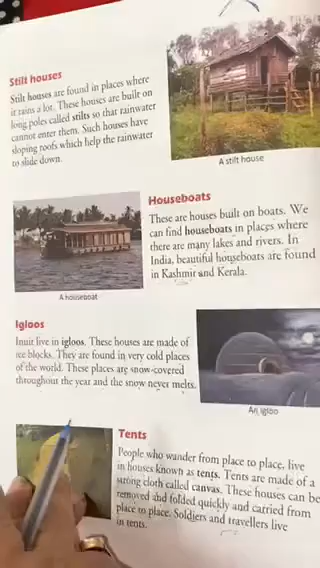 Stilt houses
Stilt houses are found in places where
it rains a lot. These houses are built on
long poles called stilts so that rainwater
cannot enter them. Such houses have
sloping roofs which help the rainwater
to slide down.
A stilt house
Houseboats
These are houses built on boats. We
can find houseboats in places where
there are many lakes and rivers. In
India, beautiful houseboats are found
in Kashmir and Kerala.
A houseboat
Igloos
Inuit live in igloos. These houses are made of
ice blocks. They are found in very cold places
of the world. These places are snow-covered
throughout the year and the snow never melts.
An igloo
Tents
People who wander from place to place, live
in houses known as tents. Tents are made of a
strong cloth called canvas. These houses can be
removed and folded quickly and carried from
place to place. Soldiers and travellers live
in tents.